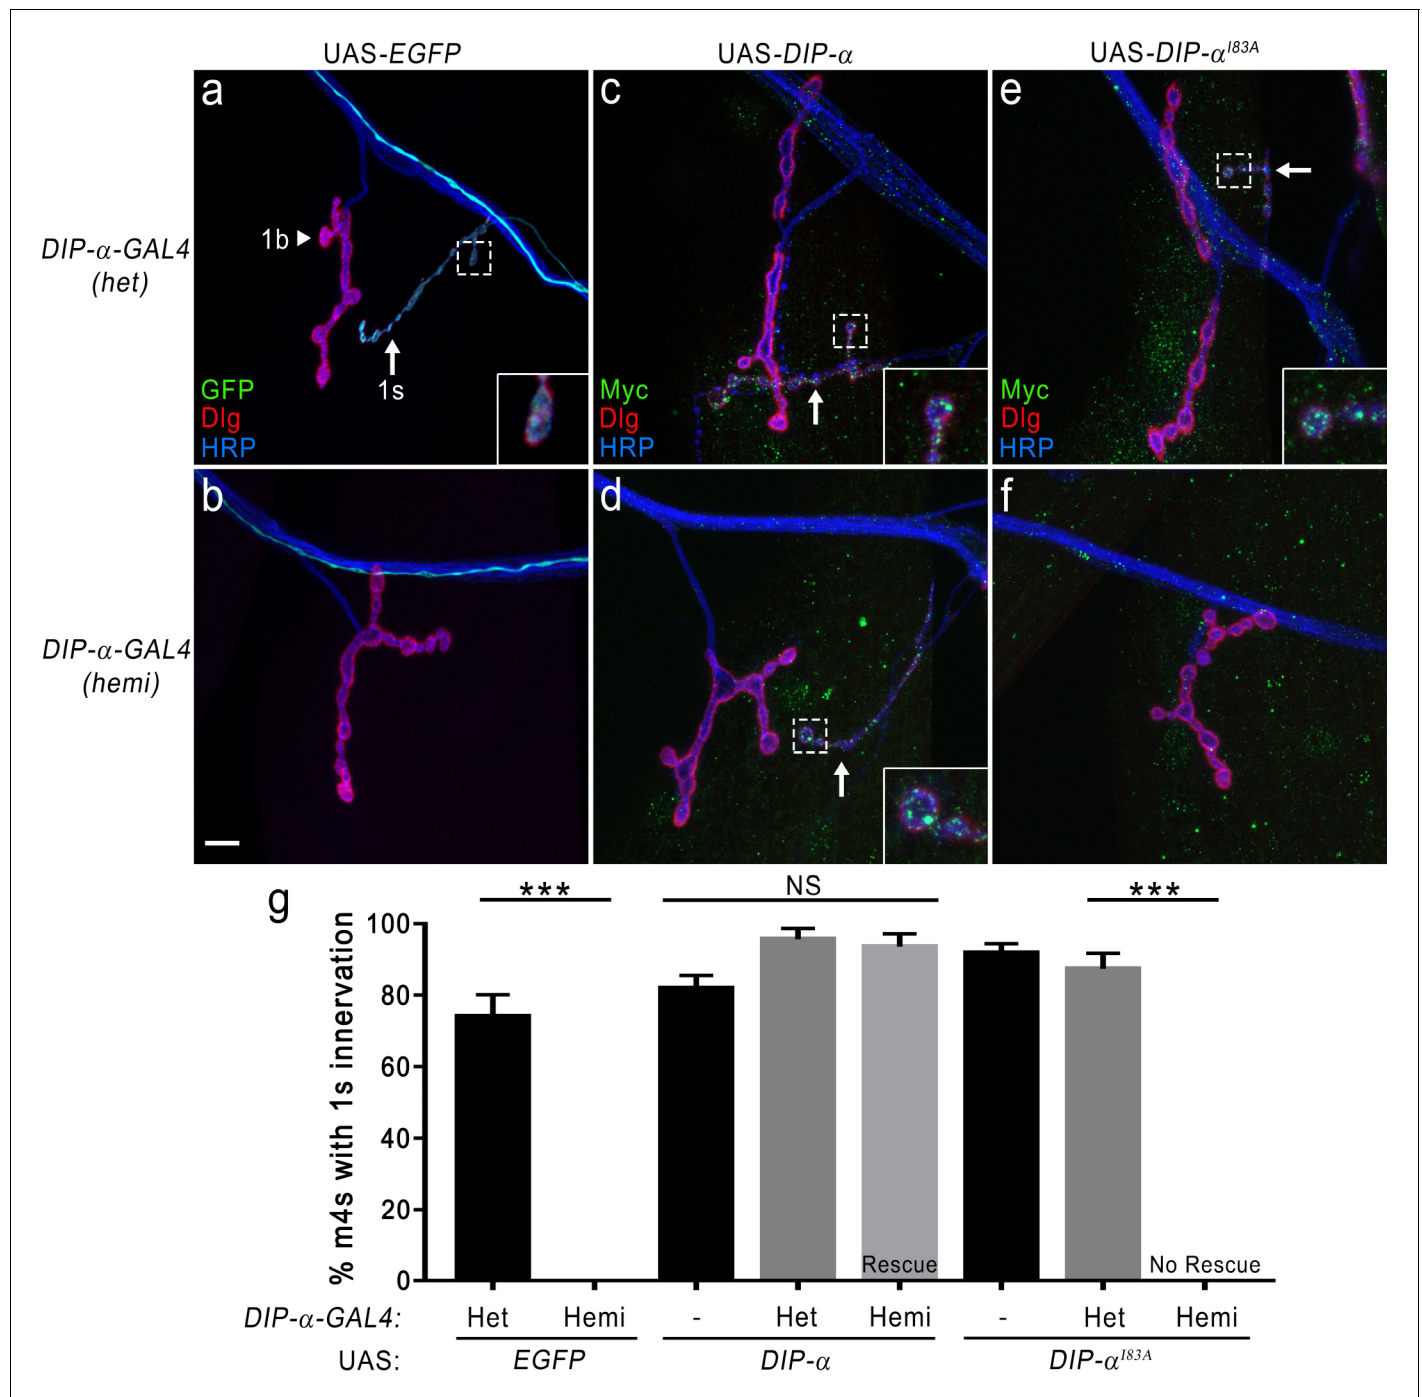 UAS-EGFP UAS-DIP-α UAS-DIP-α^I83A
a c e
DIP-α-GAL4
(het)
1b
1s
GFP
Dlg
HRP
Myc
Dlg
HRP
Myc
Dlg
HRP
b d f
DIP-α-GAL4
(hemi)
g
*** NS ***
% m4s with 1s innervation
100
80
60
40
20
0
Rescue No Rescue
DIP-α-GAL4: Het Hemi - Het Hemi - Het Hemi
UAS: EGFP DIP-α DIP-α^I83A